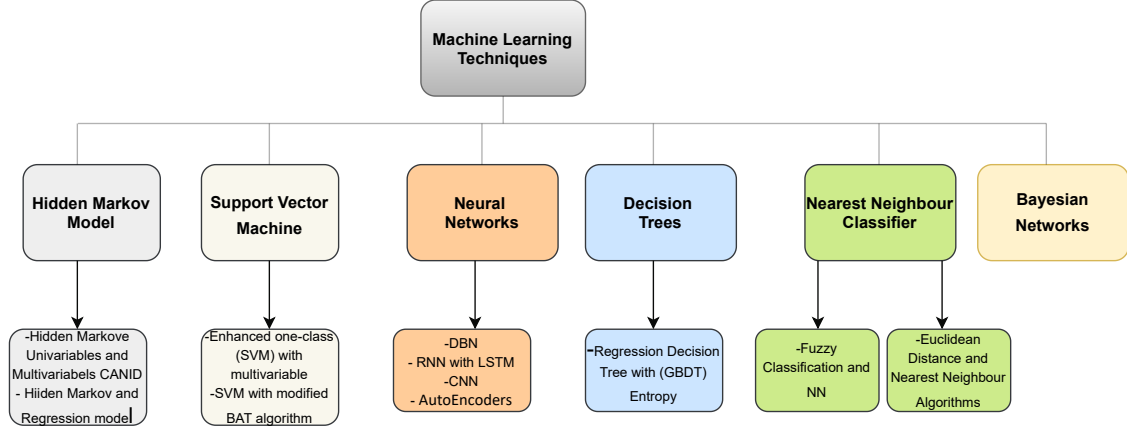 Machine Learning
Techniques
Hidden Markov
Model
Support Vector
Machine
Neural
Networks
Decision
Trees
Nearest Neighbour
Classifier
Bayesian
Networks
-Hidden Markove
Univariables and
Multivariabels CANID
- Hiiden Markov and
Regression model
-Enhanced one-class
(SVM) with
multivariable
-SVM with modified
BAT algorithm
-DBN
- RNN with LSTM
-CNN
- AutoEncoders
-Regression Decision
Tree with (GBDT)
Entropy
-Fuzzy
Classification and
NN
-Euclidean
Distance and
Nearest Neighbour
Algorithms